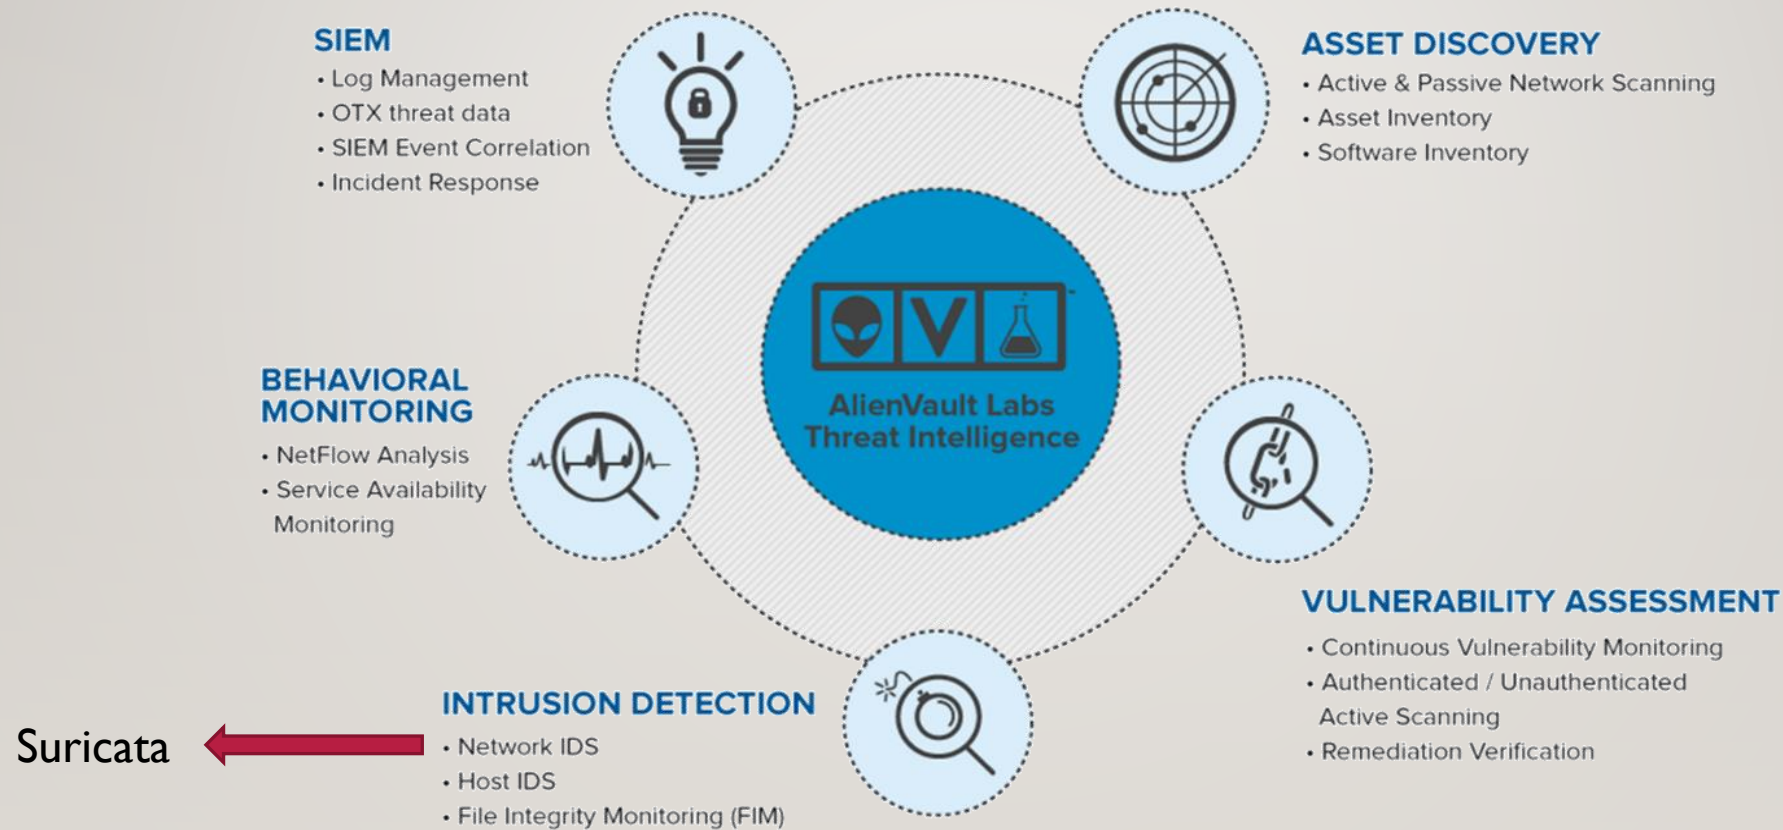 SIEM
• Log Management
• OTX threat data
• SIEM Event Correlation
• Incident Response
ASSET DISCOVERY
• Active & Passive Network Scanning
• Asset Inventory
• Software Inventory
V
AlienVault Labs
Threat Intelligence
BEHAVIORAL
MONITORING
• NetFlow Analysis
• Service Availability
Monitoring
VULNERABILITY ASSESSMENT
• Continuous Vulnerability Monitoring
• Authenticated / Unauthenticated
Active Scanning
• Remediation Verification
INTRUSION DETECTION
• Network IDS
• Host IDS
• File Integrity Monitoring (FIM)
Suricata